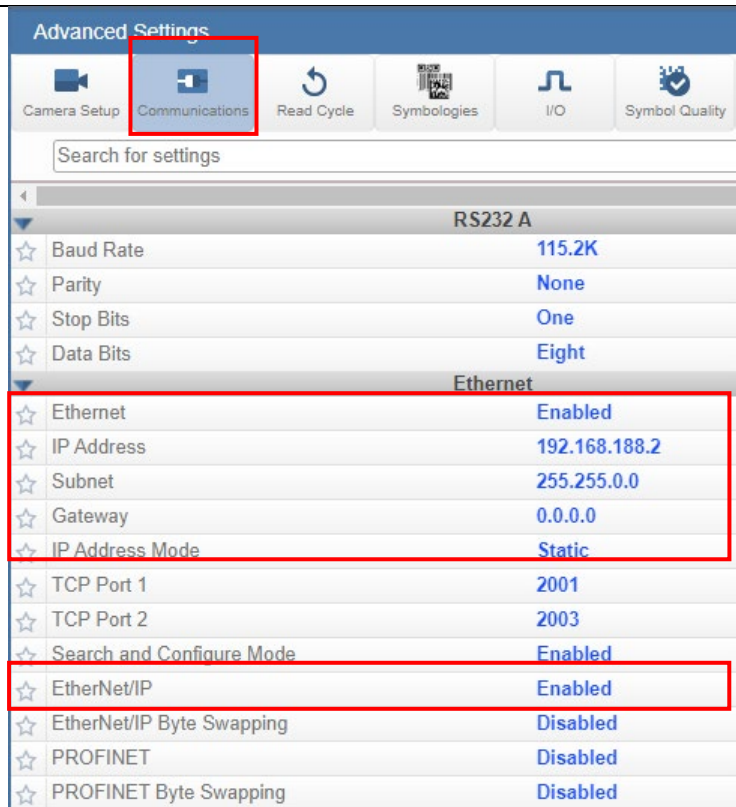 Advanced Settings
Camera Setup Communications Read Cycle Symbologies I/O Symbol Quality
Search for settings
RS232 A
Baud Rate 115.2K
Parity None
Stop Bits One
Data Bits Eight
Ethernet
Ethernet Enabled
IP Address 192.168.188.2
Subnet 255.255.0.0
Gateway 0.0.0.0
IP Address Mode Static
TCP Port 1 2001
TCP Port 2 2003
Search and Configure Mode Enabled
EtherNet/IP Enabled
EtherNet/IP Byte Swapping Disabled
PROFINET Disabled
PROFINET Byte Swapping Disabled